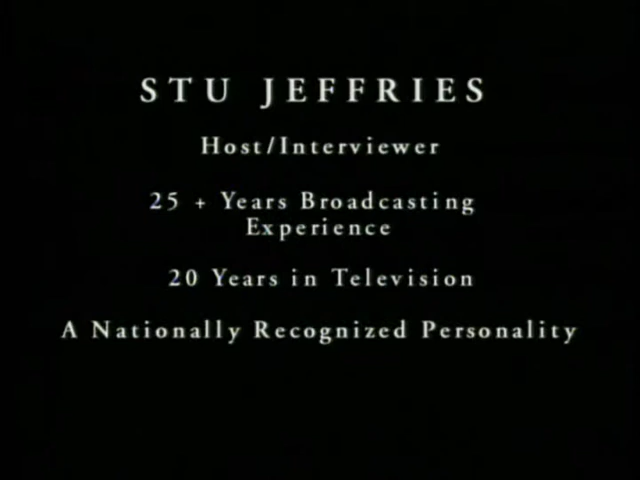 STU JEFFRIES
Host/Interviewer
25 + Years Broadcasting
Experience
20 Years in Television
A Nationally Recognized Personality